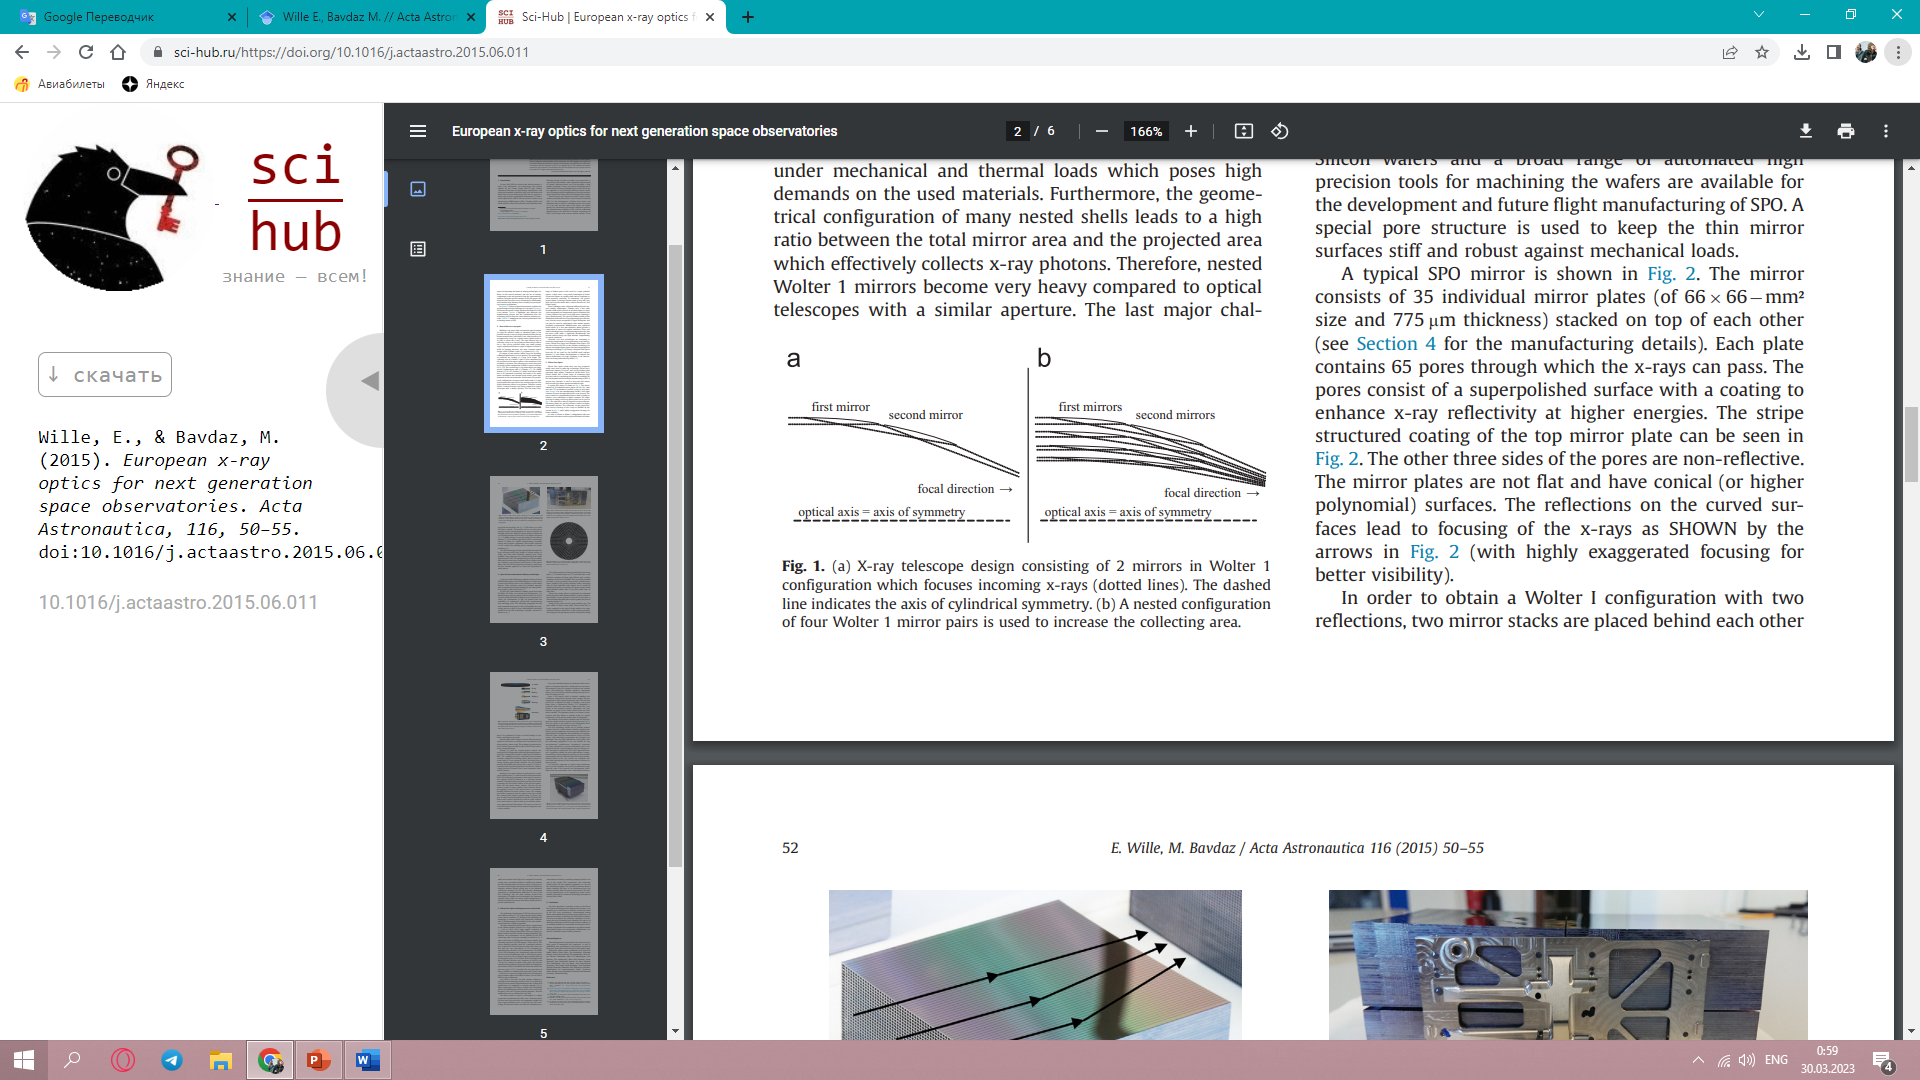 Google Переводчик
Wille E., Bavdaz M. // Acta Astron
Sci-Hub | European x-ray optics f
sci-hub.ru/https://doi.org/10.1016/j.actaastro.2015.06.011
Авиабилеты
Яндекс
sci
hub
знание — всем!
↓ скачать
Wille, E., & Bavdaz, M.
(2015). European x-ray
optics for next generation
space observatories. Acta
Astronautica, 116, 50–55.
doi:10.1016/j.actaastro.2015.06.0
10.1016/j.actaastro.2015.06.011
European x-ray optics for next generation space observatories
2 / 6
166%
1
2
3
4
5
under mechanical and thermal loads which poses high
demands on the used materials. Furthermore, the geome-
trical configuration of many nested shells leads to a high
ratio between the total mirror area and the projected area
which effectively collects x-ray photons. Therefore, nested
Wolter 1 mirrors become very heavy compared to optical
telescopes with a similar aperture. The last major chal-
a
first mirror
second mirror
focal direction →
optical axis = axis of symmetry
b
first mirrors
second mirrors
focal direction →
optical axis = axis of symmetry
Fig. 1. (a) X-ray telescope design consisting of 2 mirrors in Wolter 1
configuration which focuses incoming x-rays (dotted lines). The dashed
line indicates the axis of cylindrical symmetry. (b) A nested configuration
of four Wolter 1 mirror pairs is used to increase the collecting area.
Silicon wafers and a broad range of automated high
precision tools for machining the wafers are available for
the development and future flight manufacturing of SPO. A
special pore structure is used to keep the thin mirror
surfaces stiff and robust against mechanical loads.
A typical SPO mirror is shown in Fig. 2. The mirror
consists of 35 individual mirror plates (of 66 × 66 – mm²
size and 775 μm thickness) stacked on top of each other
(see Section 4 for the manufacturing details). Each plate
contains 65 pores through which the x-rays can pass. The
pores consist of a superpolished surface with a coating to
enhance x-ray reflectivity at higher energies. The stripe
structured coating of the top mirror plate can be seen in
Fig. 2. The other three sides of the pores are non-reflective.
The mirror plates are not flat and have conical (or higher
polynomial) surfaces. The reflections on the curved sur-
faces lead to focusing of the x-rays as SHOWN by the
arrows in Fig. 2 (with highly exaggerated focusing for
better visibility).
In order to obtain a Wolter I configuration with two
reflections, two mirror stacks are placed behind each other
52
E. Wille, M. Bavdaz / Acta Astronautica 116 (2015) 50–55
ENG
0:59
30.03.2023
4